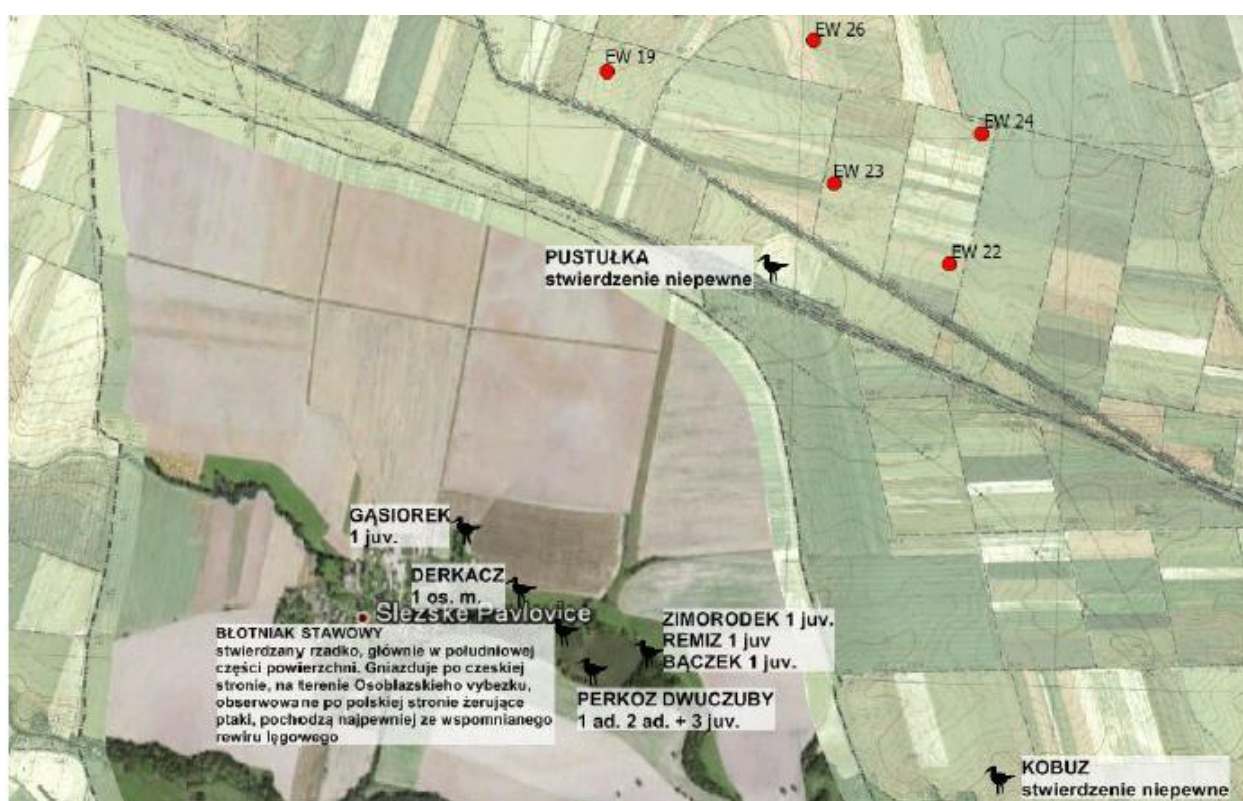 EW 26
EW 19
EW 24
EW 23
EW 22
PUSTUŁKA
stwierdzenie niepewne
GĄSIOREK
1 juv.
DERKACZ
1 os. m.
Slezské Pavlovice
ZIMORODEK 1 juv.
REMIZ 1 juv
BĄCZEK 1 juv.
BŁOTNIAK STAWOWY
stwierdzany rzadko, głównie w południowej
części powierzchni. Gniazduje po czeskiej
stronie, na terenie Osobłazskieho vybezku,
obserwowane po polskiej stronie żerujące
ptaki, pochodzą najpewniej ze wspomnianego
rewiru lęgowego
PERKOZ DWUCZUBY
1 ad. 2 ad. + 3 juv.
KOBUZ
stwierdzenie niepewne